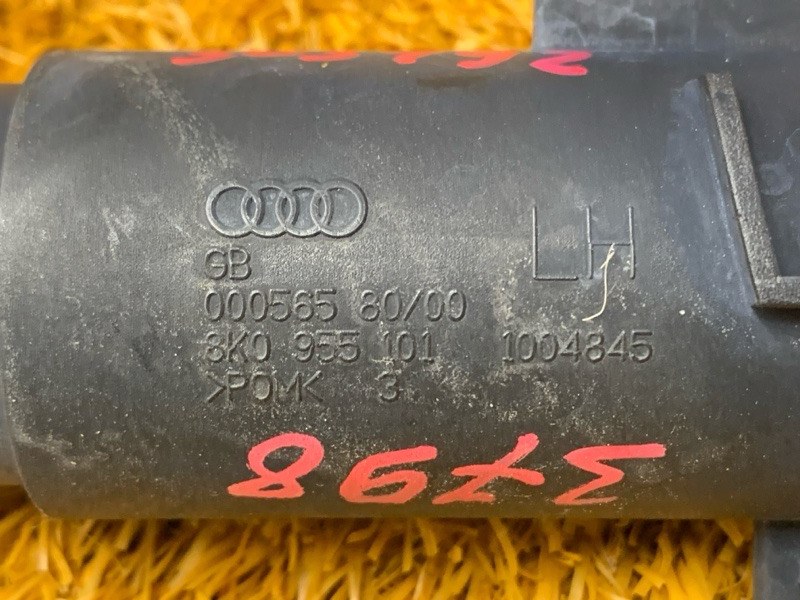 GB
LH
000565 80/00
8K0 955 101 1004845
>POM< 3
3798